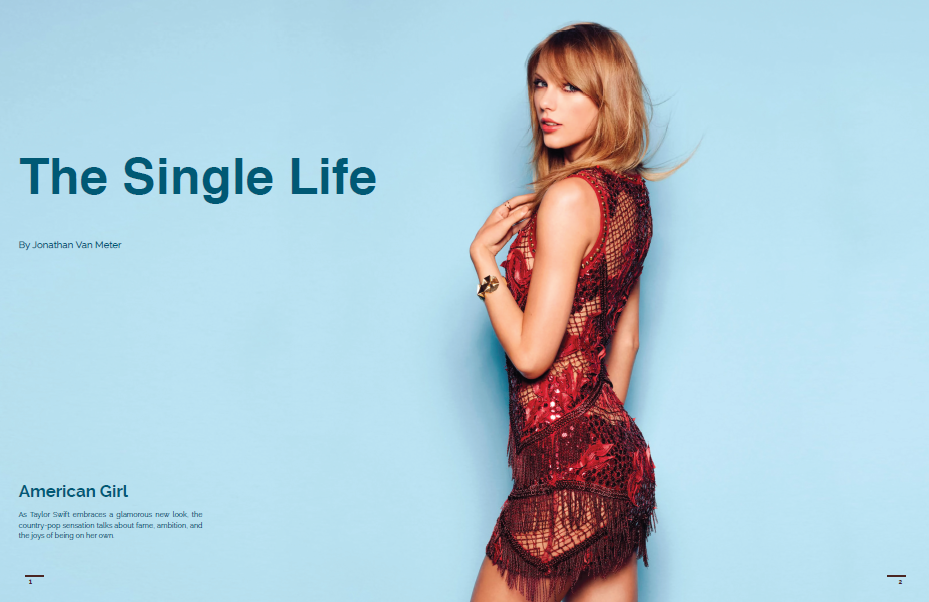 The Single Life
By Jonathan Van Meter
American Girl
As Taylor Swift embraces a glamorous new look, the
country-pop sensation talks about fame, ambition, and
the joys of being on her own.
1
2